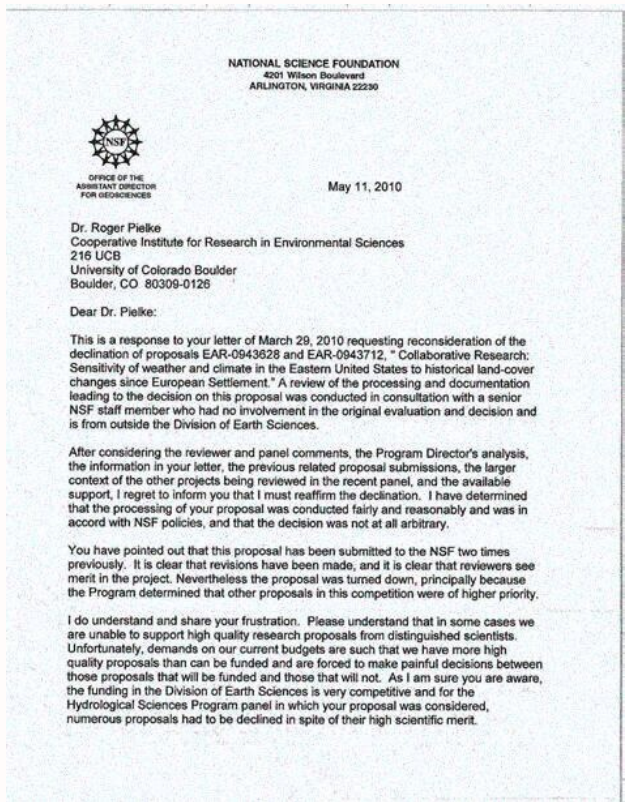 NATIONAL SCIENCE FOUNDATION
4201 Wilson Boulevard
ARLINGTON, VIRGINIA 22230
NSF
OFFICE OF THE
ASSISTANT DIRECTOR
FOR GEOSCIENCES
May 11, 2010
Dr. Roger Pielke
Cooperative Institute for Research in Environmental Sciences
216 UCB
University of Colorado Boulder
Boulder, CO 80309-0126
Dear Dr. Pielke:
This is a response to your letter of March 29, 2010 requesting reconsideration of the
declination of proposals EAR-0943628 and EAR-0943712, " Collaborative Research:
Sensitivity of weather and climate in the Eastern United States to historical land-cover
changes since European Settlement." A review of the processing and documentation
leading to the decision on this proposal was conducted in consultation with a senior
NSF staff member who had no involvement in the original evaluation and decision and
is from outside the Division of Earth Sciences.
After considering the reviewer and panel comments, the Program Director's analysis,
the information in your letter, the previous related proposal submissions, the larger
context of the other projects being reviewed in the recent panel, and the available
support, I regret to inform you that I must reaffirm the declination. I have determined
that the processing of your proposal was conducted fairly and reasonably and was in
accord with NSF policies, and that the decision was not at all arbitrary.
You have pointed out that this proposal has been submitted to the NSF two times
previously. It is clear that revisions have been made, and it is clear that reviewers see
merit in the project. Nevertheless the proposal was turned down, principally because
the Program determined that other proposals in this competition were of higher priority.
I do understand and share your frustration. Please understand that in some cases we
are unable to support high quality research proposals from distinguished scientists.
Unfortunately, demands on our current budgets are such that we have more high
quality proposals than can be funded and are forced to make painful decisions between
those proposals that will be funded and those that will not. As I am sure you are aware,
the funding in the Division of Earth Sciences is very competitive and for the
Hydrological Sciences Program panel in which your proposal was considered,
numerous proposals had to be declined in spite of their high scientific merit.